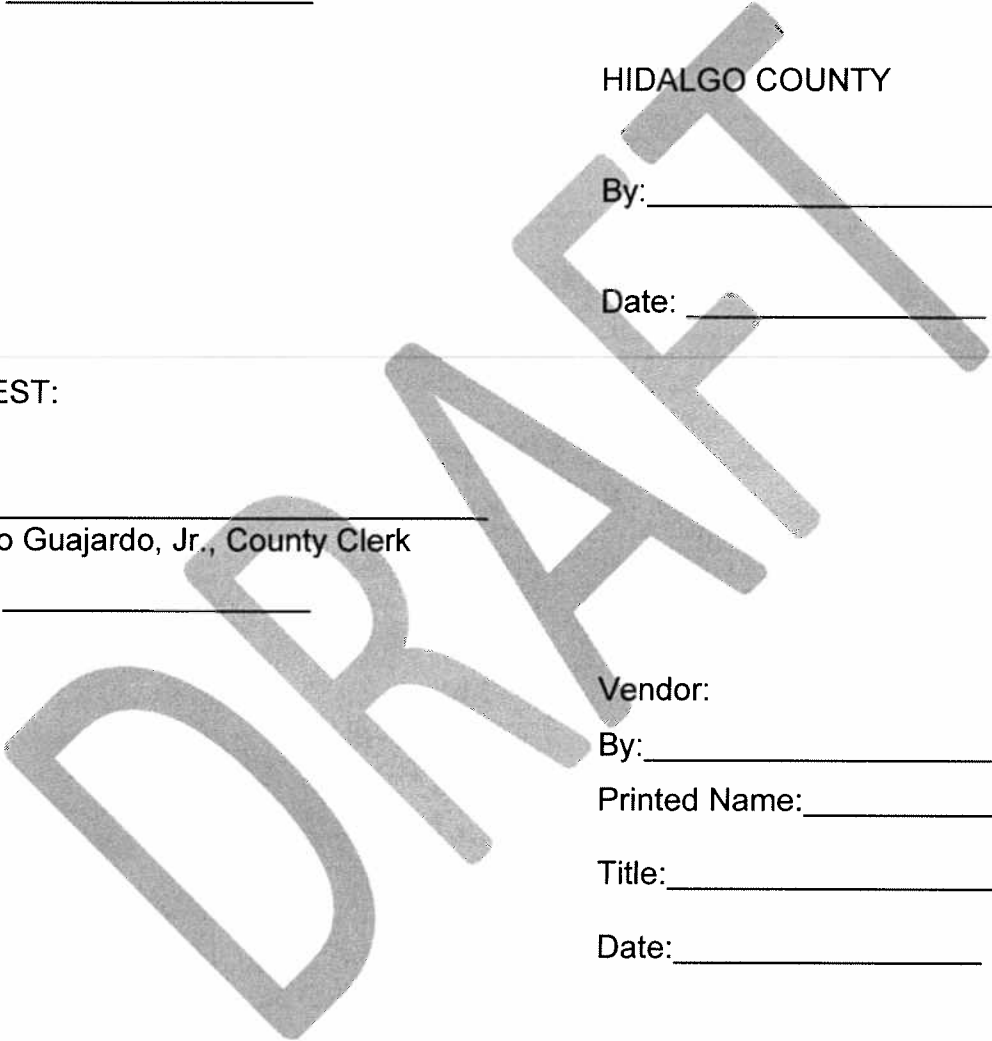 HIDALGO COUNTY
By:
Date:
EST:
o Guajardo, Jr., County Clerk
Vendor:
By:
Printed Name:
Title:
Date:
DRAFT